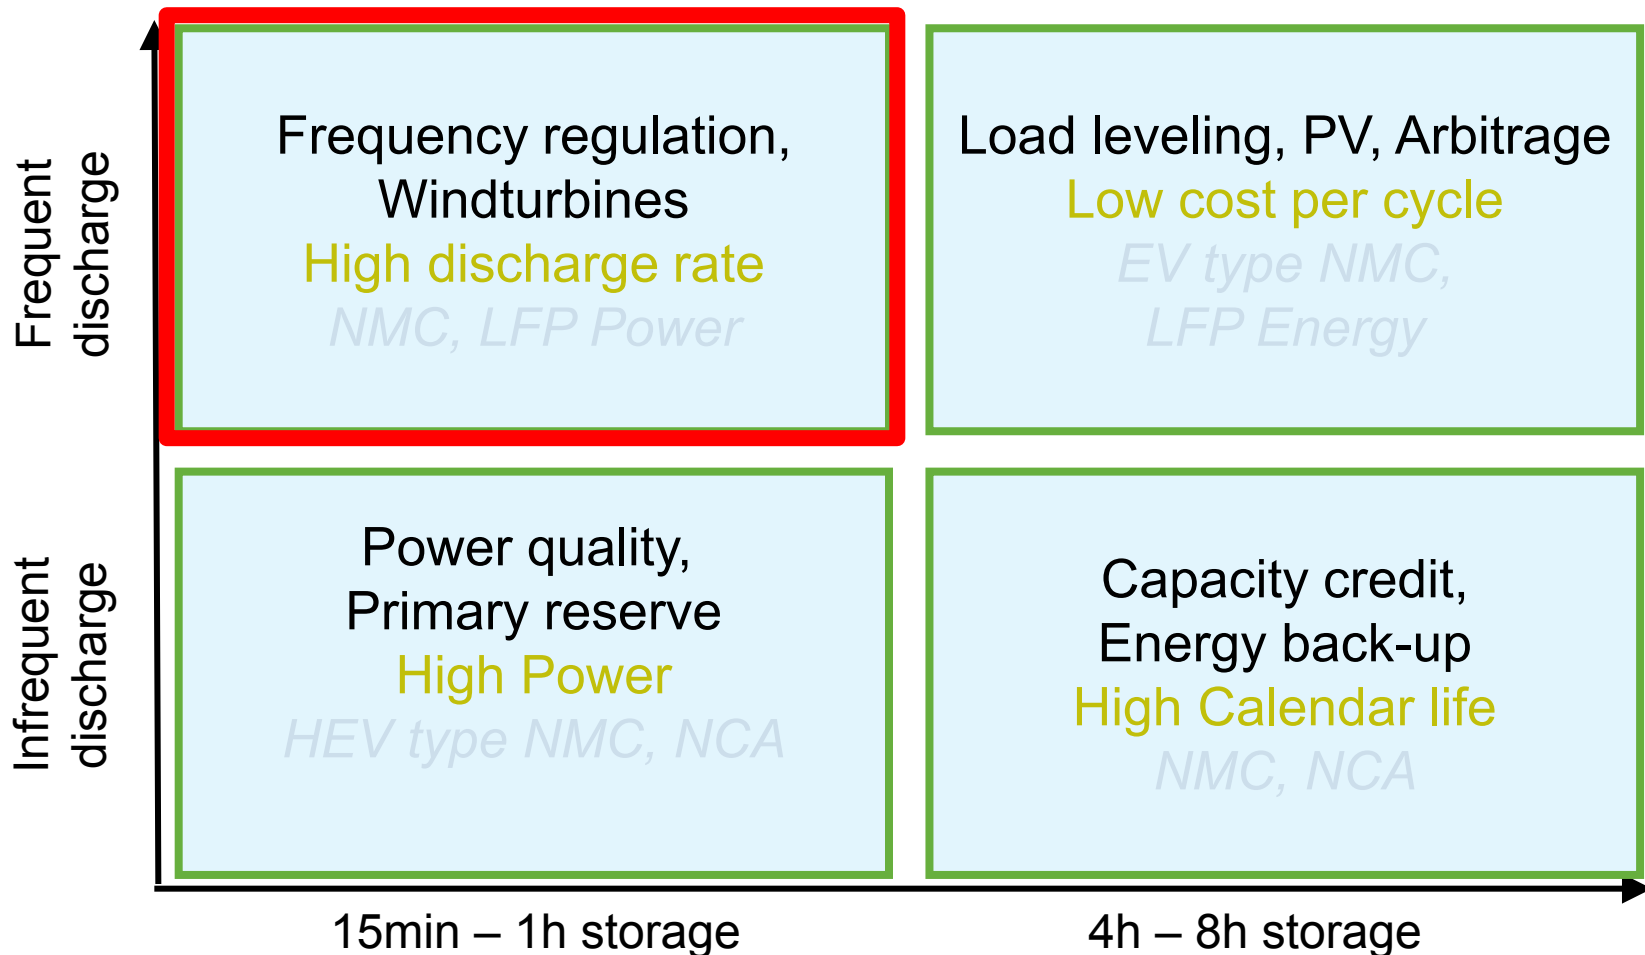 Frequent
discharge
Frequency regulation,
Windturbines
High discharge rate
NMC, LFP Power
Load leveling, PV, Arbitrage
Low cost per cycle
EV type NMC,
LFP Energy
Infrequent
discharge
Power quality,
Primary reserve
High Power
HEV type NMC, NCA
Capacity credit,
Energy back-up
High Calendar life
NMC, NCA
15min – 1h storage
4h – 8h storage